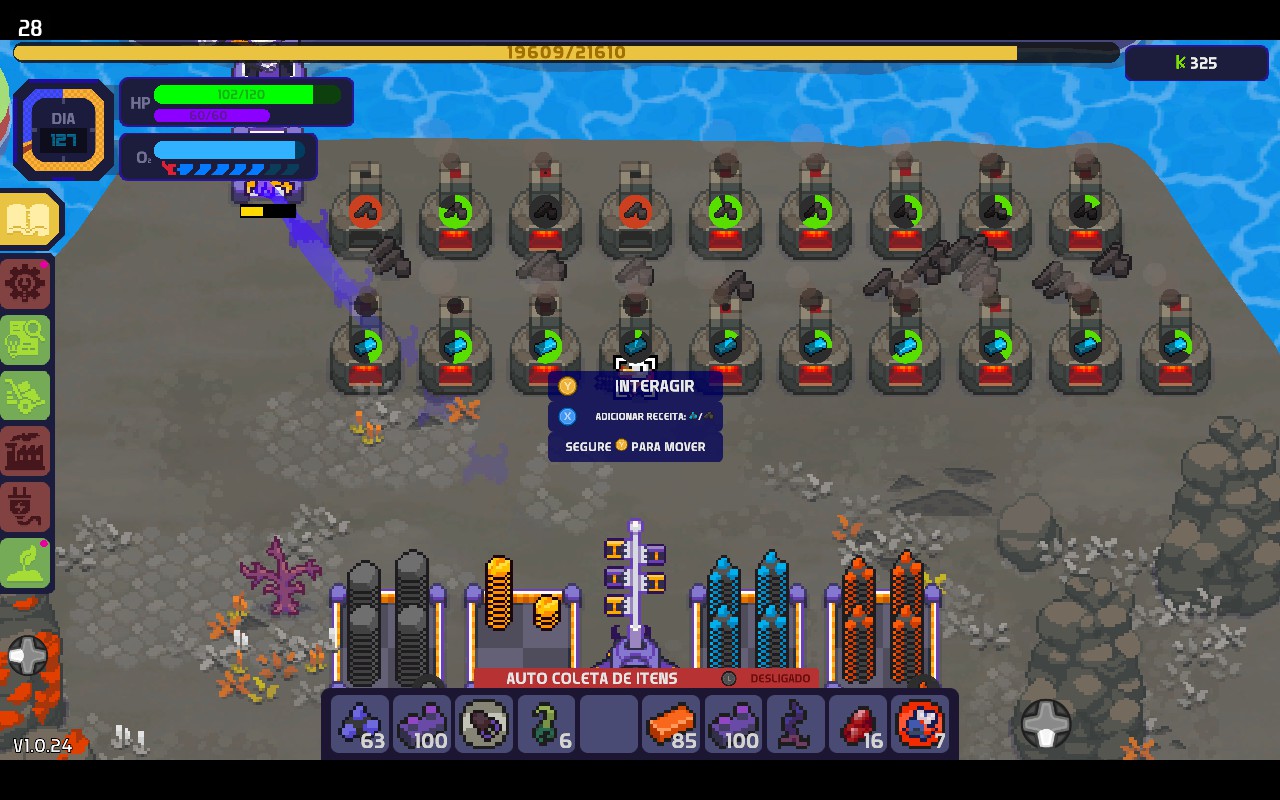 28
19609/21610
K 325
HP
102/120
60/60
DIA
127
O₂
INTERAGIR
ADICIONAR RECEITA: /
SEGURE Y PARA MOVER
Y
X
AUTO COLETA DE ITENS L DESLIGADO
63
100
6
85
100
16
7
V1.0.24